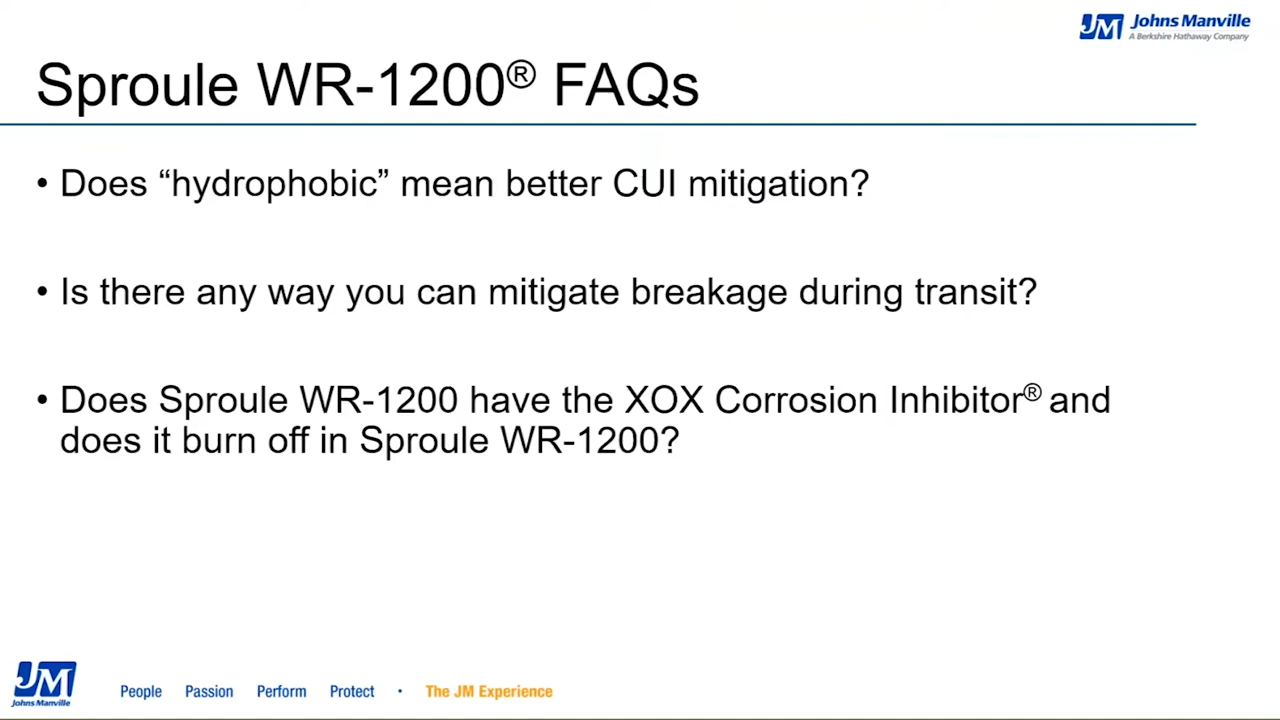 JM Johns Manville
A Berkshire Hathaway Company
Sproule WR-1200® FAQs
• Does “hydrophobic” mean better CUI mitigation?
• Is there any way you can mitigate breakage during transit?
• Does Sproule WR-1200 have the XOX Corrosion Inhibitor® and
does it burn off in Sproule WR-1200?
JM
Johns Manville
People Passion Perform Protect • The JM Experience